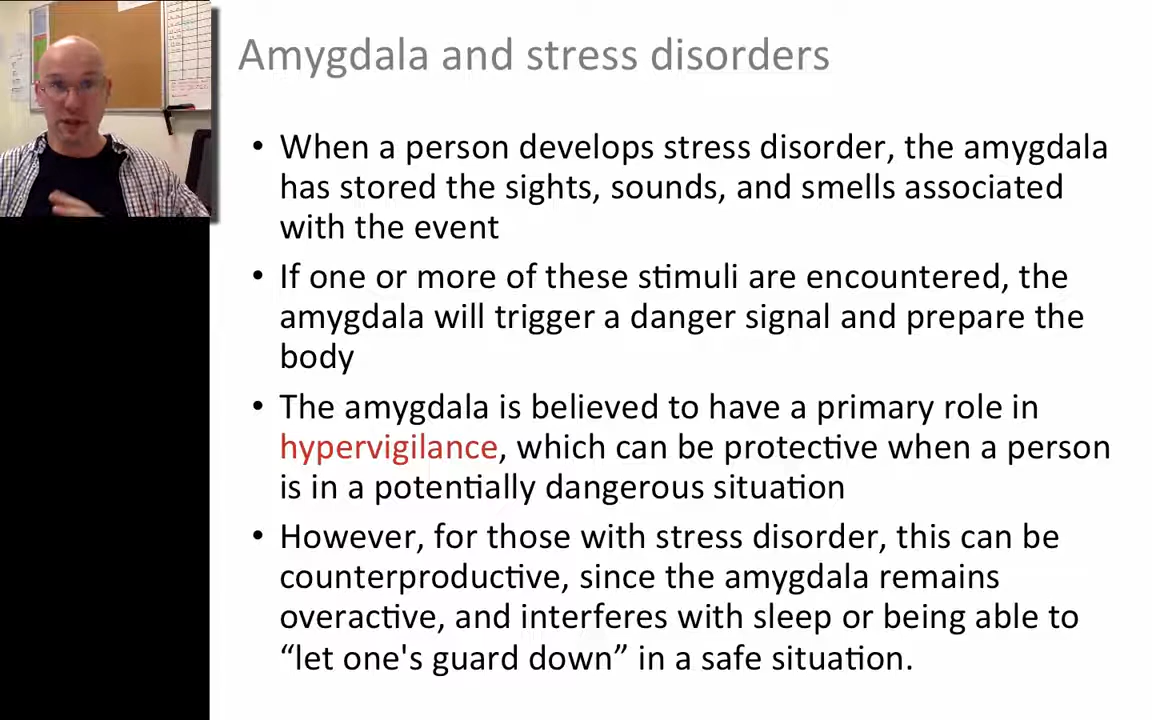 Amygdala and stress disorders
• When a person develops stress disorder, the amygdala
has stored the sights, sounds, and smells associated
with the event
• If one or more of these stimuli are encountered, the
amygdala will trigger a danger signal and prepare the
body
• The amygdala is believed to have a primary role in
hypervigilance, which can be protective when a person
is in a potentially dangerous situation
• However, for those with stress disorder, this can be
counterproductive, since the amygdala remains
overactive, and interferes with sleep or being able to
“let one's guard down” in a safe situation.